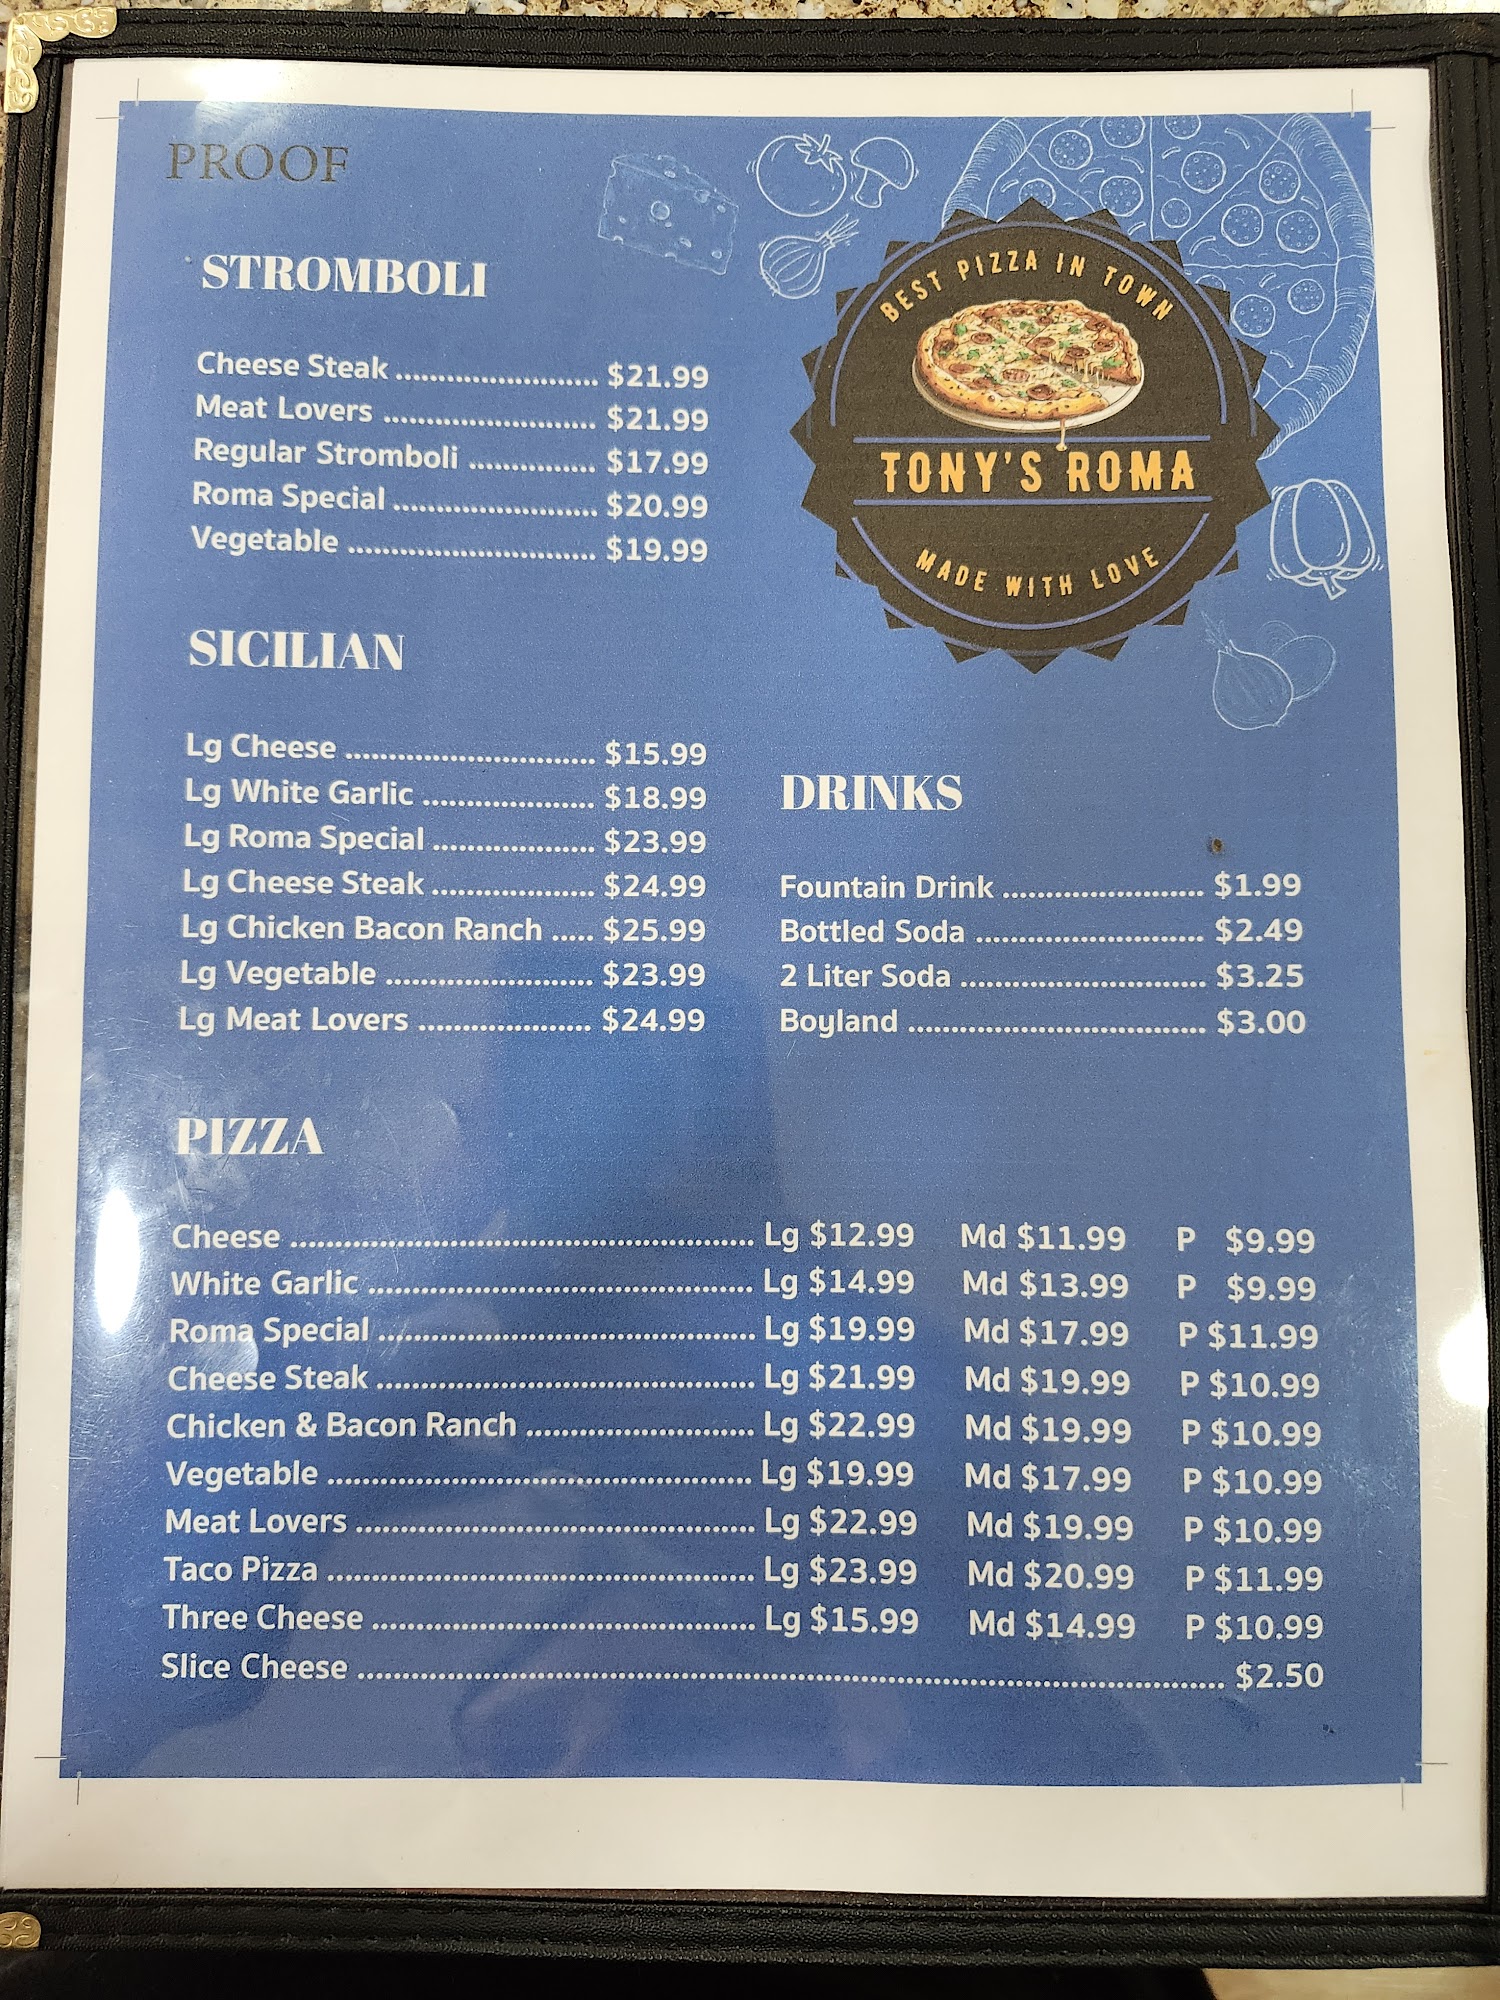 PROOF
BEST PIZZA IN TOWN
TONY'S ROMA
MADE WITH LOVE
STROMBOLI
Cheese Steak ........................ $21.99
Meat Lovers ......................... $21.99
Regular Stromboli ............... $17.99
Roma Special ........................ $20.99
Vegetable ............................. $19.99
SICILIAN
Lg Cheese ............................. $15.99
Lg White Garlic .................... $18.99
Lg Roma Special ................... $23.99
Lg Cheese Steak ................... $24.99
Lg Chicken Bacon Ranch ..... $25.99
Lg Vegetable ........................ $23.99
Lg Meat Lovers .................... $24.99
DRINKS
Fountain Drink ....................... $1.99
Bottled Soda .......................... $2.49
2 Liter Soda ............................ $3.25
Boyland .................................. $3.00
PIZZA
Cheese ..................................................... Lg $12.99 Md $11.99 P $9.99
White Garlic ............................................ Lg $14.99 Md $13.99 P $9.99
Roma Special ........................................... Lg $19.99 Md $17.99 P $11.99
Cheese Steak ........................................... Lg $21.99 Md $19.99 P $10.99
Chicken & Bacon Ranch .......................... Lg $22.99 Md $19.99 P $10.99
Vegetable ................................................. Lg $19.99 Md $17.99 P $10.99
Meat Lovers .............................................. Lg $22.99 Md $19.99 P $10.99
Taco Pizza ................................................. Lg $23.99 Md $20.99 P $11.99
Three Cheese ............................................ Lg $15.99 Md $14.99 P $10.99
Slice Cheese ..................................................................................................... $2.50